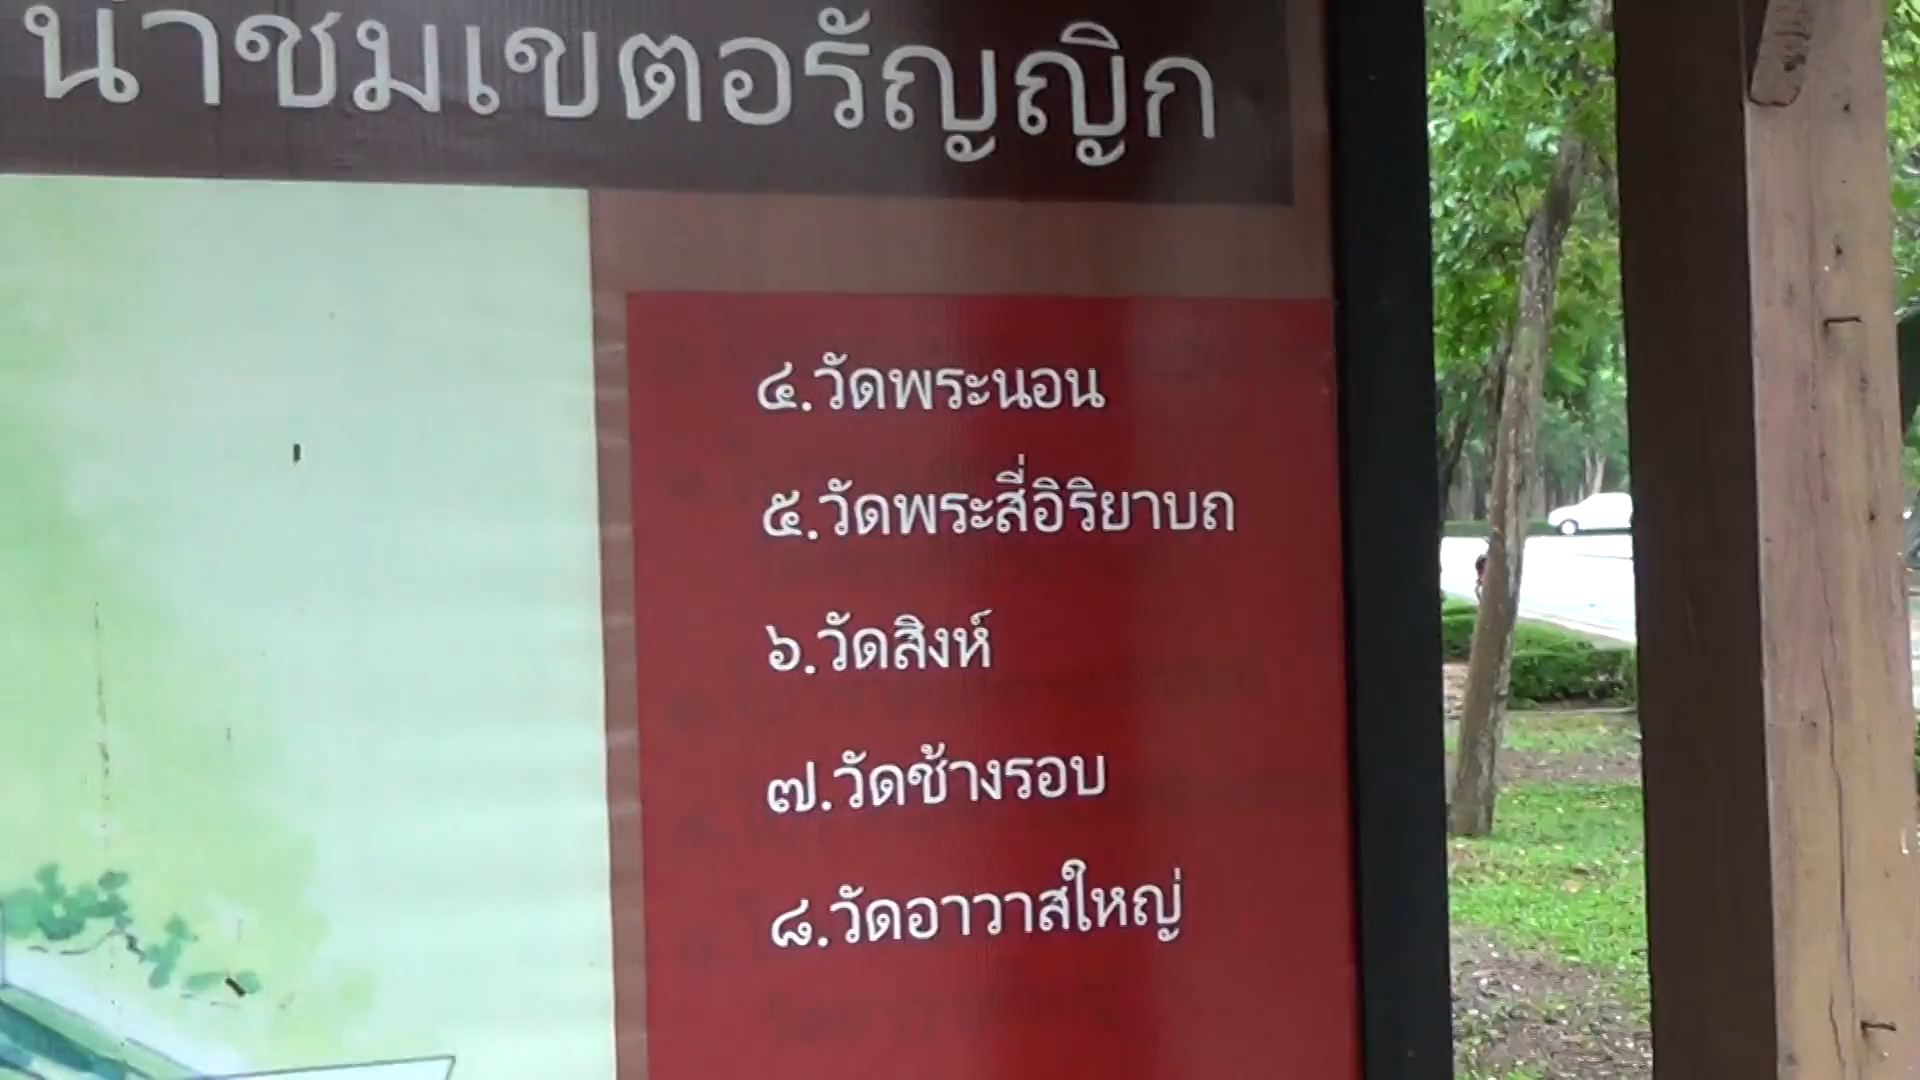 นำชมเขตอรัญญิก
๔.วัดพระนอน
๕.วัดพระสี่อิริยาบถ
๖.วัดสิงห์
๗.วัดช้างรอบ
๘.วัดอาวาสใหญ่